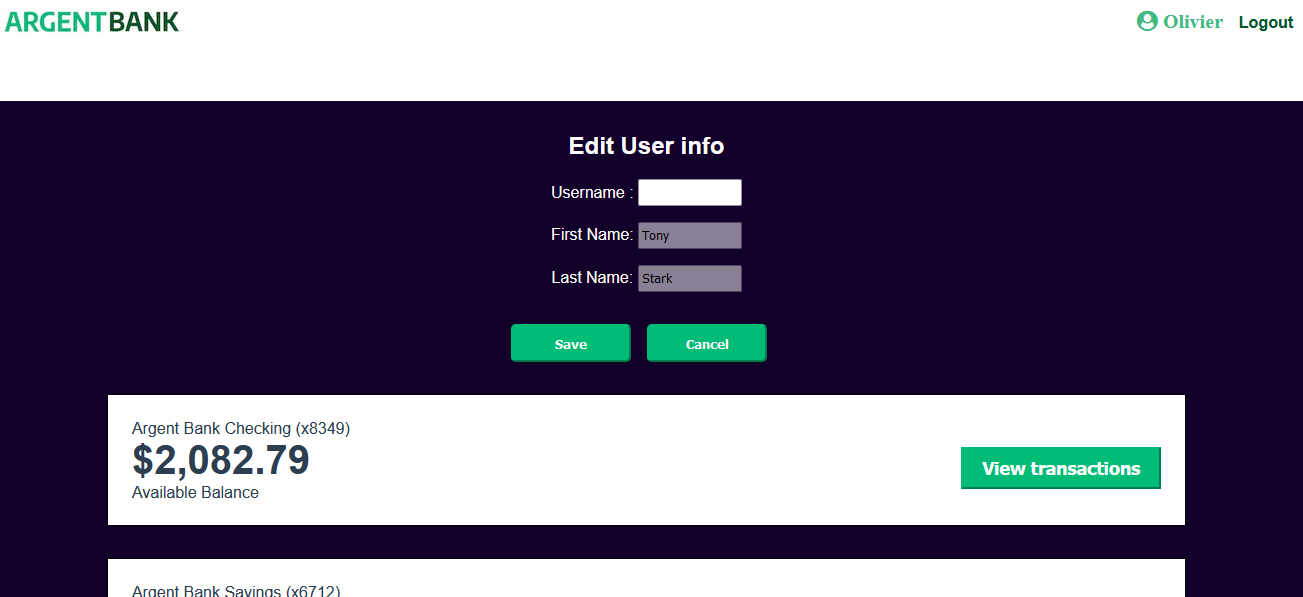 ARGENTBANK
Olivier Logout
Edit User info
Username :
First Name: Tony
Last Name: Stark
Save Cancel
Argent Bank Checking (x8349)
$2,082.79
Available Balance
View transactions
Argent Bank Savings (x6712)